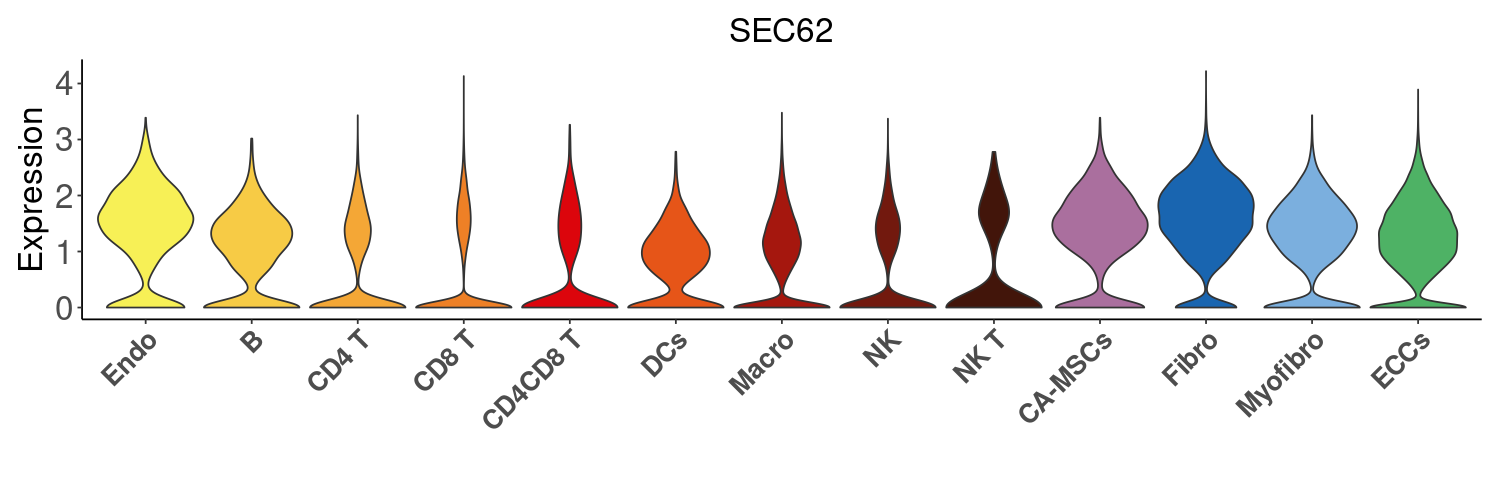 SEC62
Expression
4
3
2
1
0
Endo
B
CD4 T
CD8 T
CD4CD8 T
DCs
Macro
NK
NK T
CA-MSCs
Fibro
Myofibro
ECCs